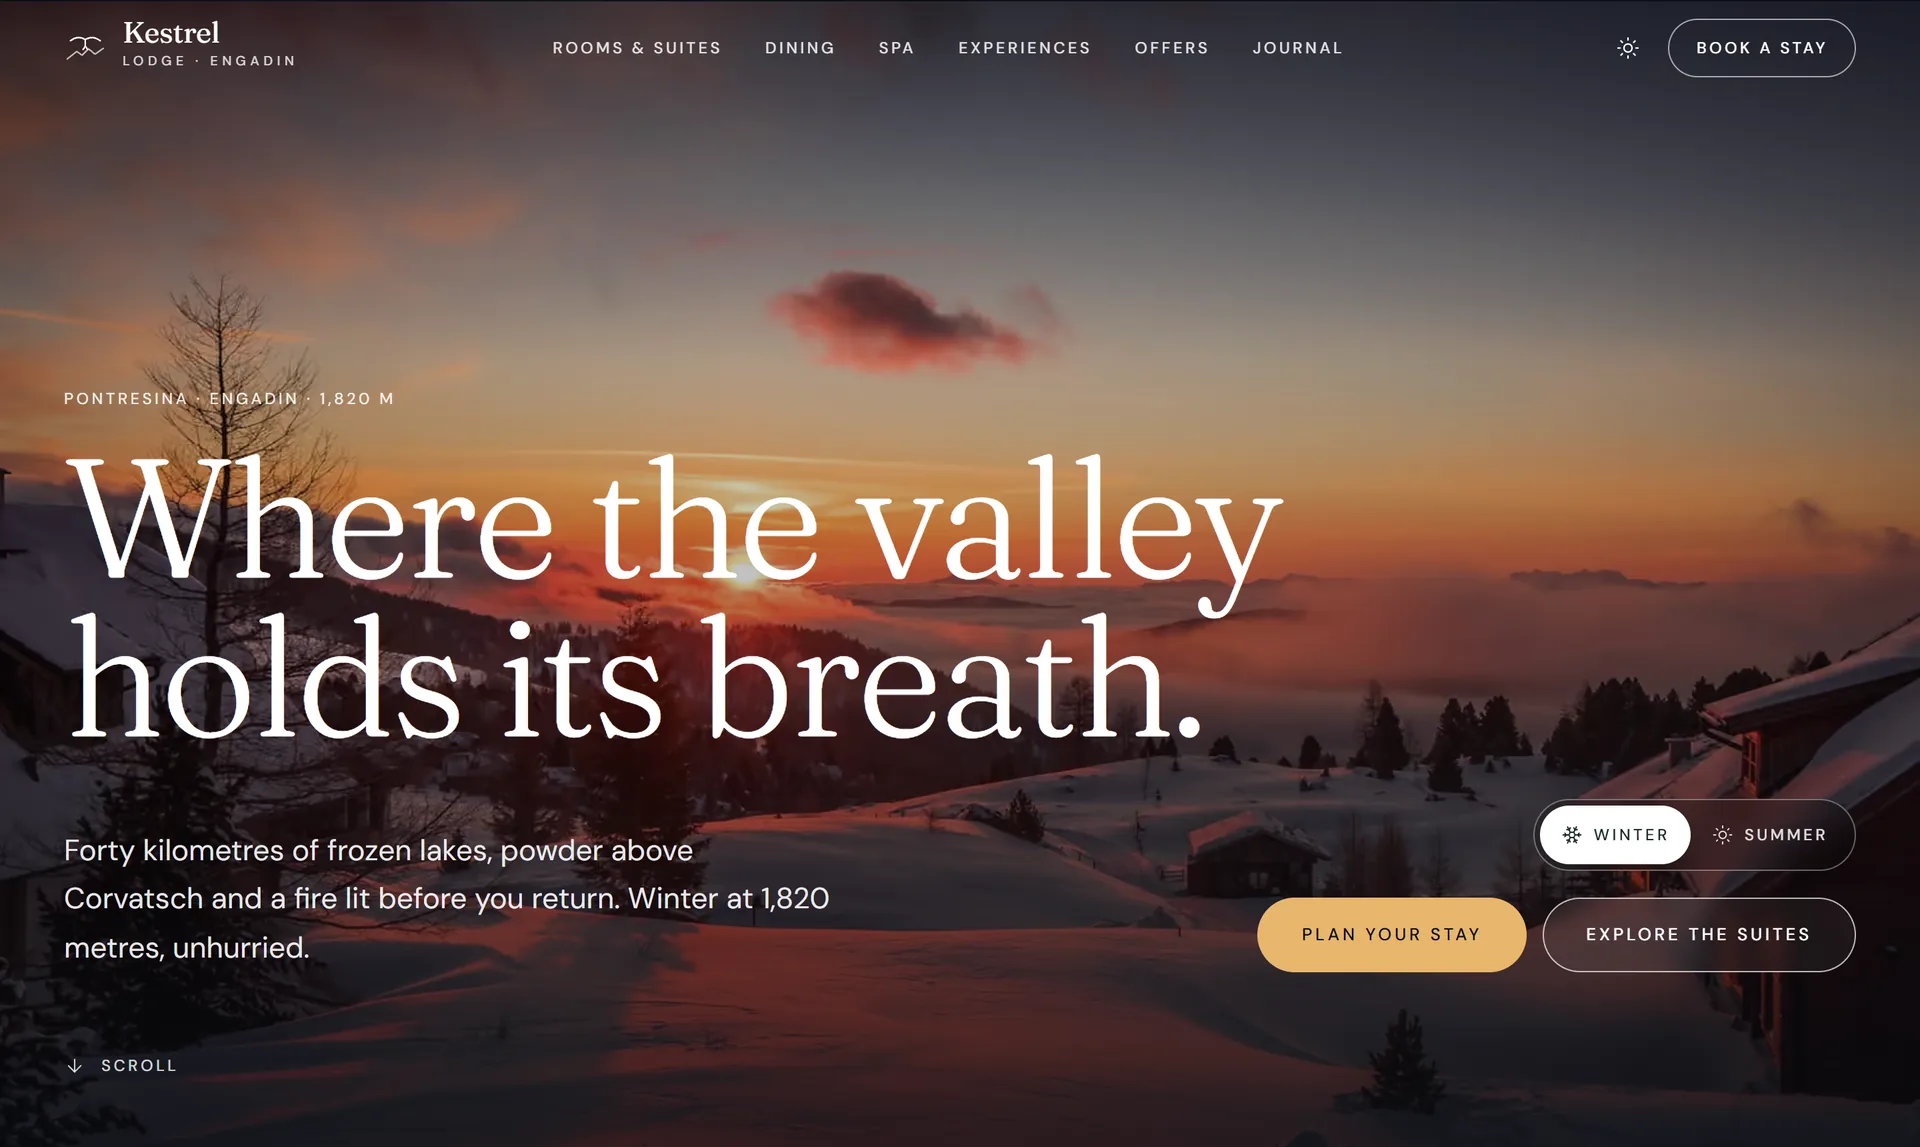 Kestrel
LODGE · ENGADIN
ROOMS & SUITES
DINING
SPA
EXPERIENCES
OFFERS
JOURNAL
BOOK A STAY
PONTRESINA · ENGADIN · 1,820 M
Where the valley
holds its breath.
Forty kilometres of frozen lakes, powder above
Corvatsch and a fire lit before you return. Winter at 1,820
metres, unhurried.
WINTER
SUMMER
PLAN YOUR STAY
EXPLORE THE SUITES
SCROLL